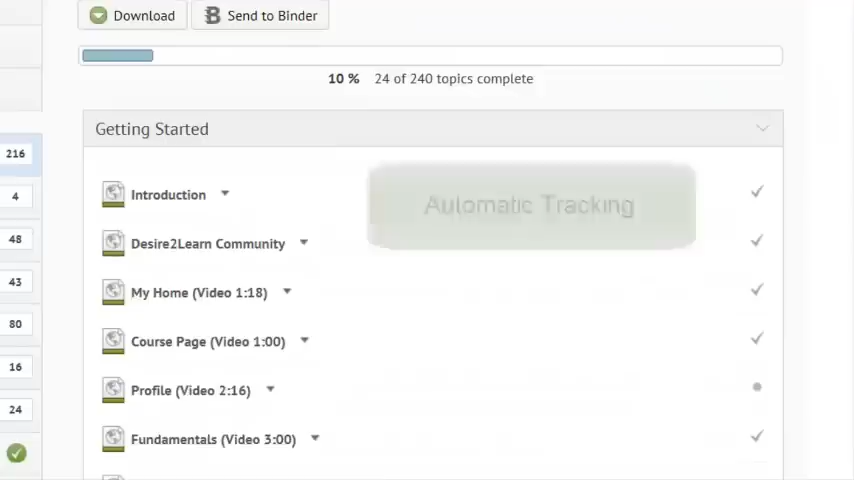 Download
Send to Binder
10 % 24 of 240 topics complete
Getting Started
216
Introduction
Automatic Tracking
4
Desire2Learn Community
48
My Home (Video 1:18)
43
Course Page (Video 1:00)
80
Profile (Video 2:16)
16
Fundamentals (Video 3:00)
24